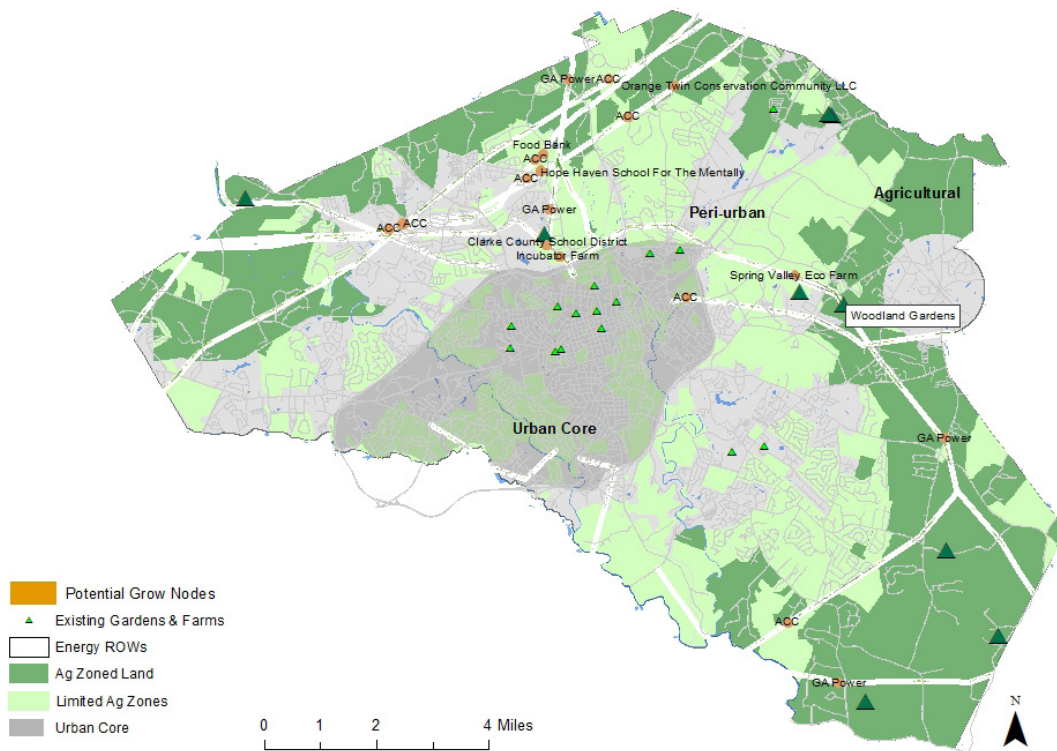 GA Power ACC
Orange Twin Conservation Community LLC
ACC
Food Bank
ACC
Hope Haven School For The Mentally
ACC
Agricultural
GA Power
Peri-urban
ACC
ACC
Clarke County School District
Incubator Farm
Spring Valley Eco Farm
ACC
Woodland Gardens
Urban Core
GA Power
ACC
GA Power
Potential Grow Nodes
Existing Gardens & Farms
Energy ROWs
Ag Zoned Land
Limited Ag Zones
Urban Core
0 1 2 4 Miles
N